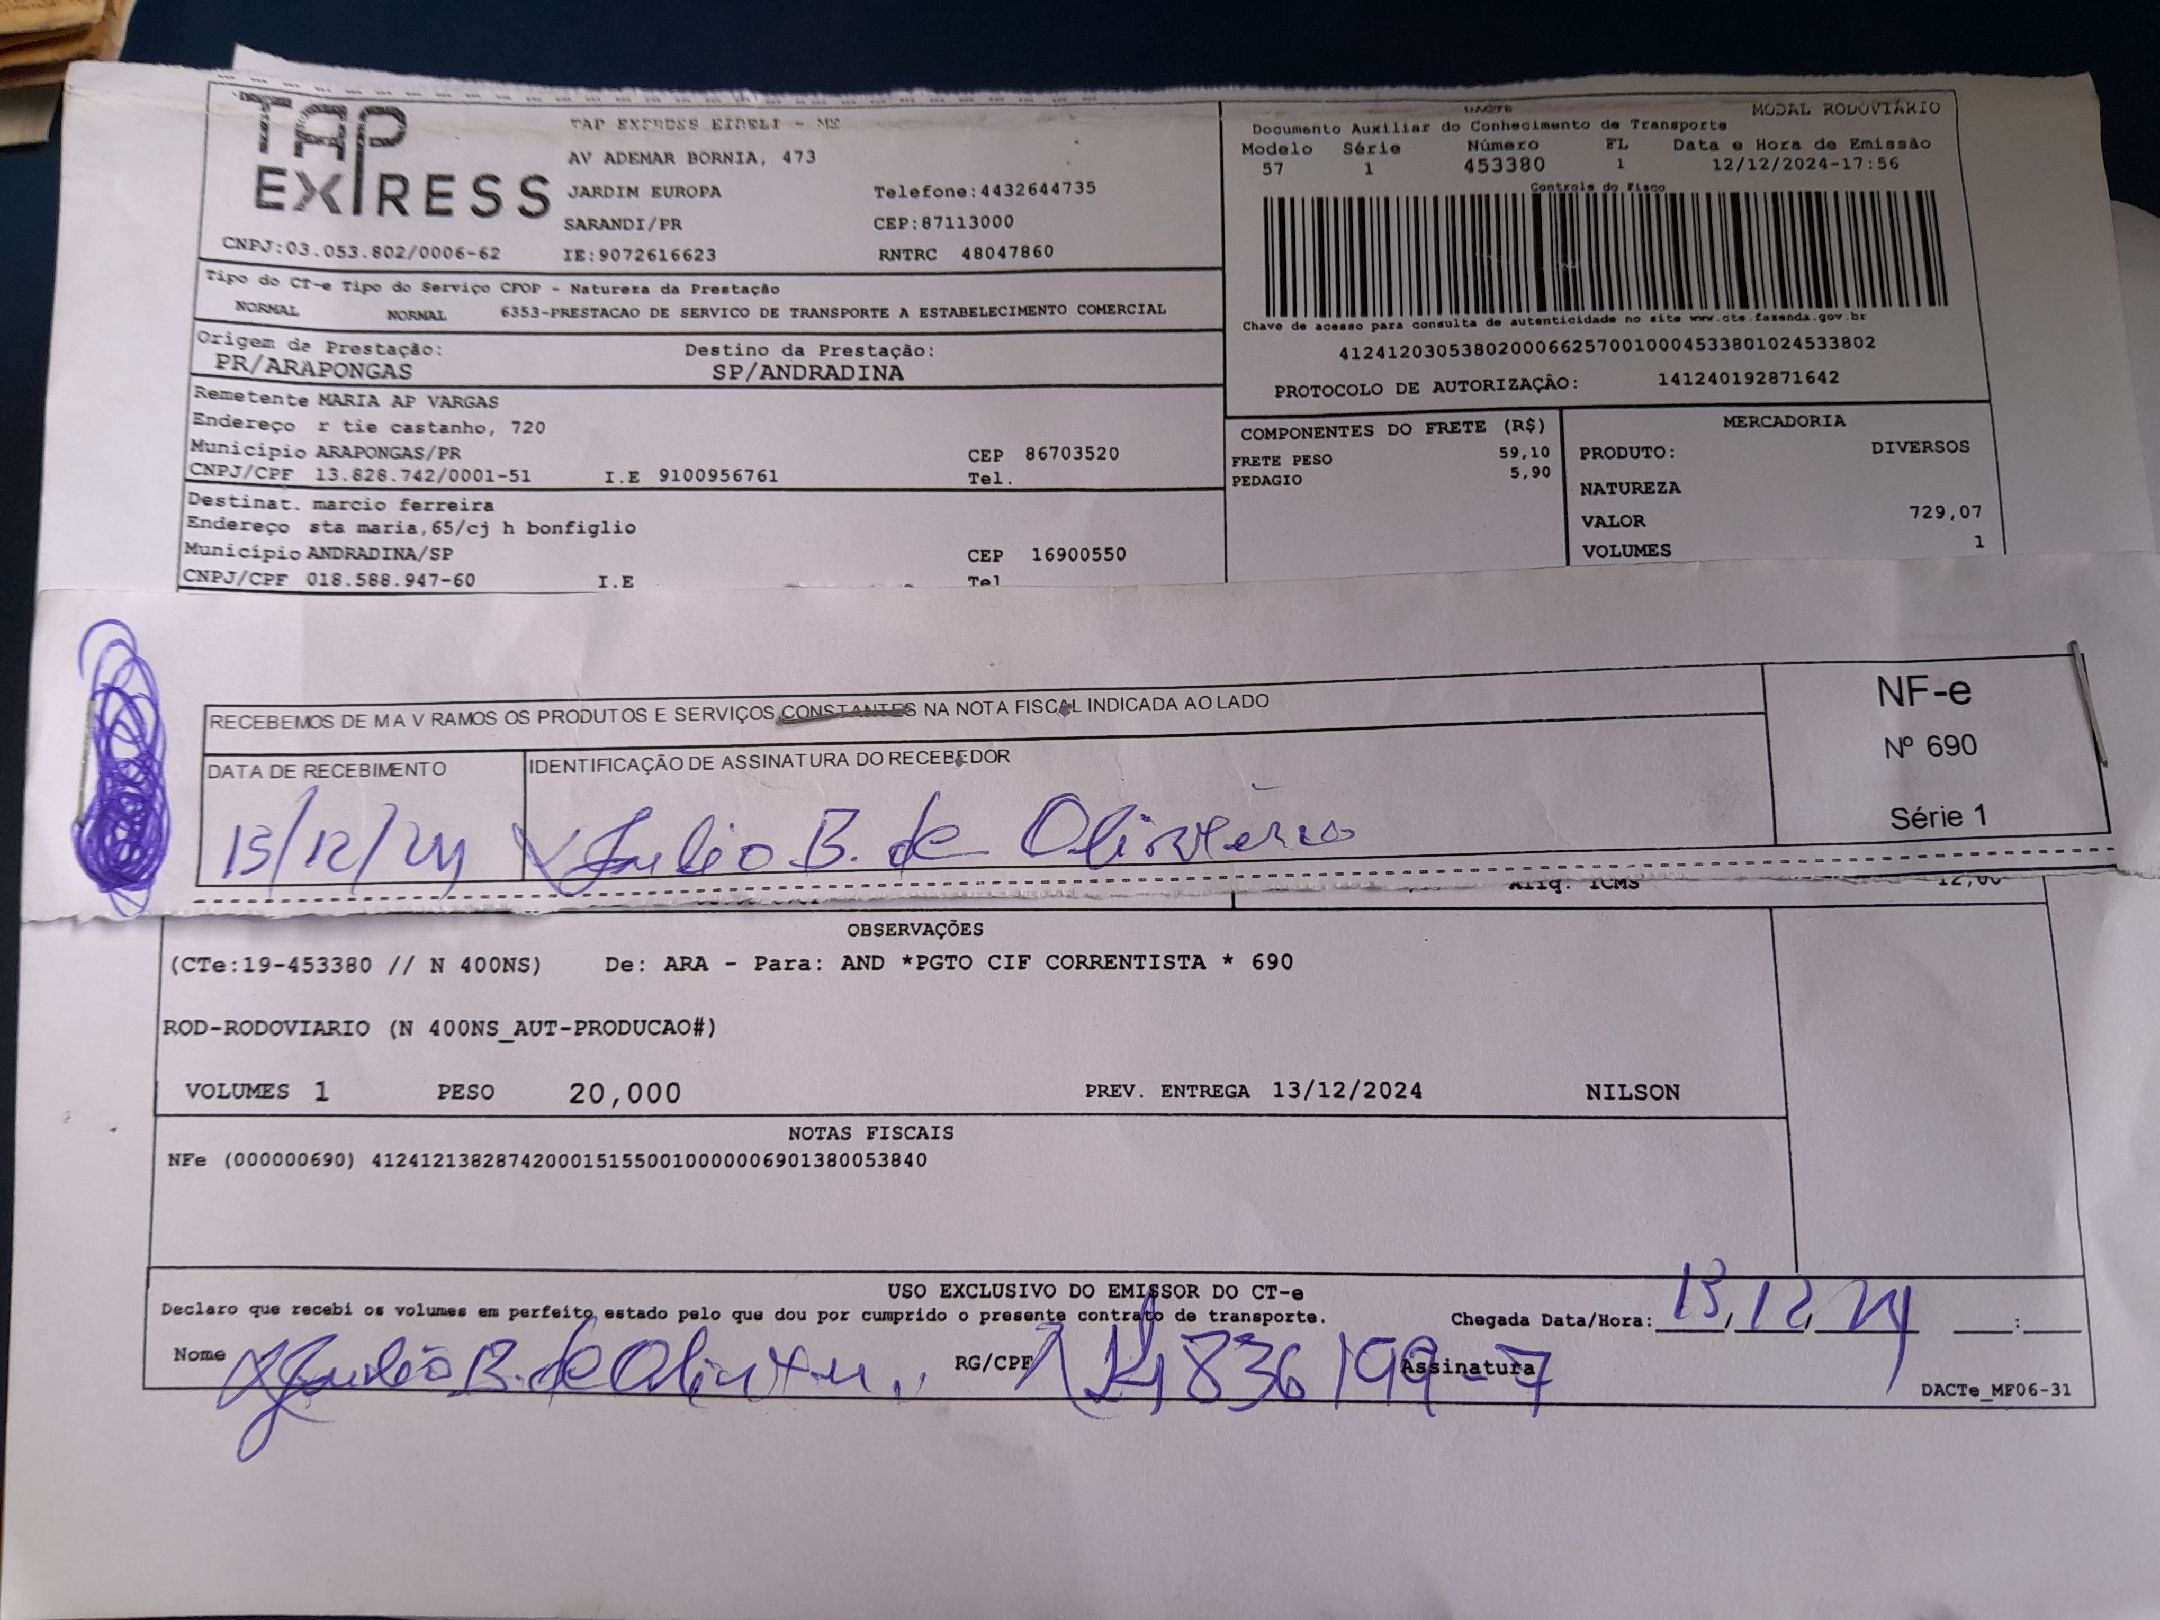 TAP EXPRESS
TAP EXPRESS EIRELI - ME
AV ADEMAR BORNIA, 473
JARDIM EUROPA Telefone:4432644735
SARANDI/PR CEP:87113000
CNPJ:03.053.802/0006-62 IE:9072616623 RNTRC 48047860
MODAL RODOVIÁRIO
Documento Auxiliar do Conhecimento de Transporte
Modelo Série Número FL Data e Hora de Emissão
57 1 453380 1 12/12/2024-17:56
Controle do Fisco
Chave de acesso para consulta de autenticidade no site www.cte.fazenda.gov.br
41241203053802000662570010004533801024533802
PROTOCOLO DE AUTORIZAÇÃO: 141240192871642
Tipo do CT-e Tipo do Serviço CFOP - Natureza da Prestação
NORMAL NORMAL 6353-PRESTACAO DE SERVICO DE TRANSPORTE A ESTABELECIMENTO COMERCIAL
Origem da Prestação: Destino da Prestação:
PR/ARAPONGAS SP/ANDRADINA
Remetente MARIA AP VARGAS
Endereço r tie castanho, 720
Município ARAPONGAS/PR CEP 86703520
CNPJ/CPF 13.828.742/0001-51 I.E 9100956761 Tel.
Destinat. marcio ferreira
Endereço sta maria,65/cj h bonfiglio
Município ANDRADINA/SP CEP 16900550
CNPJ/CPF 018.588.947-60 I.E Tel
COMPONENTES DO FRETE (R$)
FRETE PESO 59,10
PEDAGIO 5,90
MERCADORIA
PRODUTO: DIVERSOS
NATUREZA
VALOR 729,07
VOLUMES 1
RECEBEMOS DE M A V RAMOS OS PRODUTOS E SERVIÇOS CONSTANTES NA NOTA FISCAL INDICADA AO LADO
DATA DE RECEBIMENTO IDENTIFICAÇÃO DE ASSINATURA DO RECEBEDOR
13/12/24 Julio B. de Oliveira
NF-e
Nº 690
Série 1
Aliq. ICMS 12,00
OBSERVAÇÕES
(CTe:19-453380 // N 400NS) De: ARA - Para: AND *PGTO CIF CORRENTISTA * 690
ROD-RODOVIARIO (N 400NS_AUT-PRODUCAO#)
VOLUMES 1 PESO 20,000 PREV. ENTREGA 13/12/2024 NILSON
NOTAS FISCAIS
NFe (000000690) 41241213828742000151550010000006901380053840
USO EXCLUSIVO DO EMISSOR DO CT-e
Declaro que recebi os volumes em perfeito estado pelo que dou por cumprido o presente contrato de transporte. Chegada Data/Hora: 13/12/24 :
Nome Julio B. de Oliveira RG/CPF Assinatura
DACTe_MF06-31